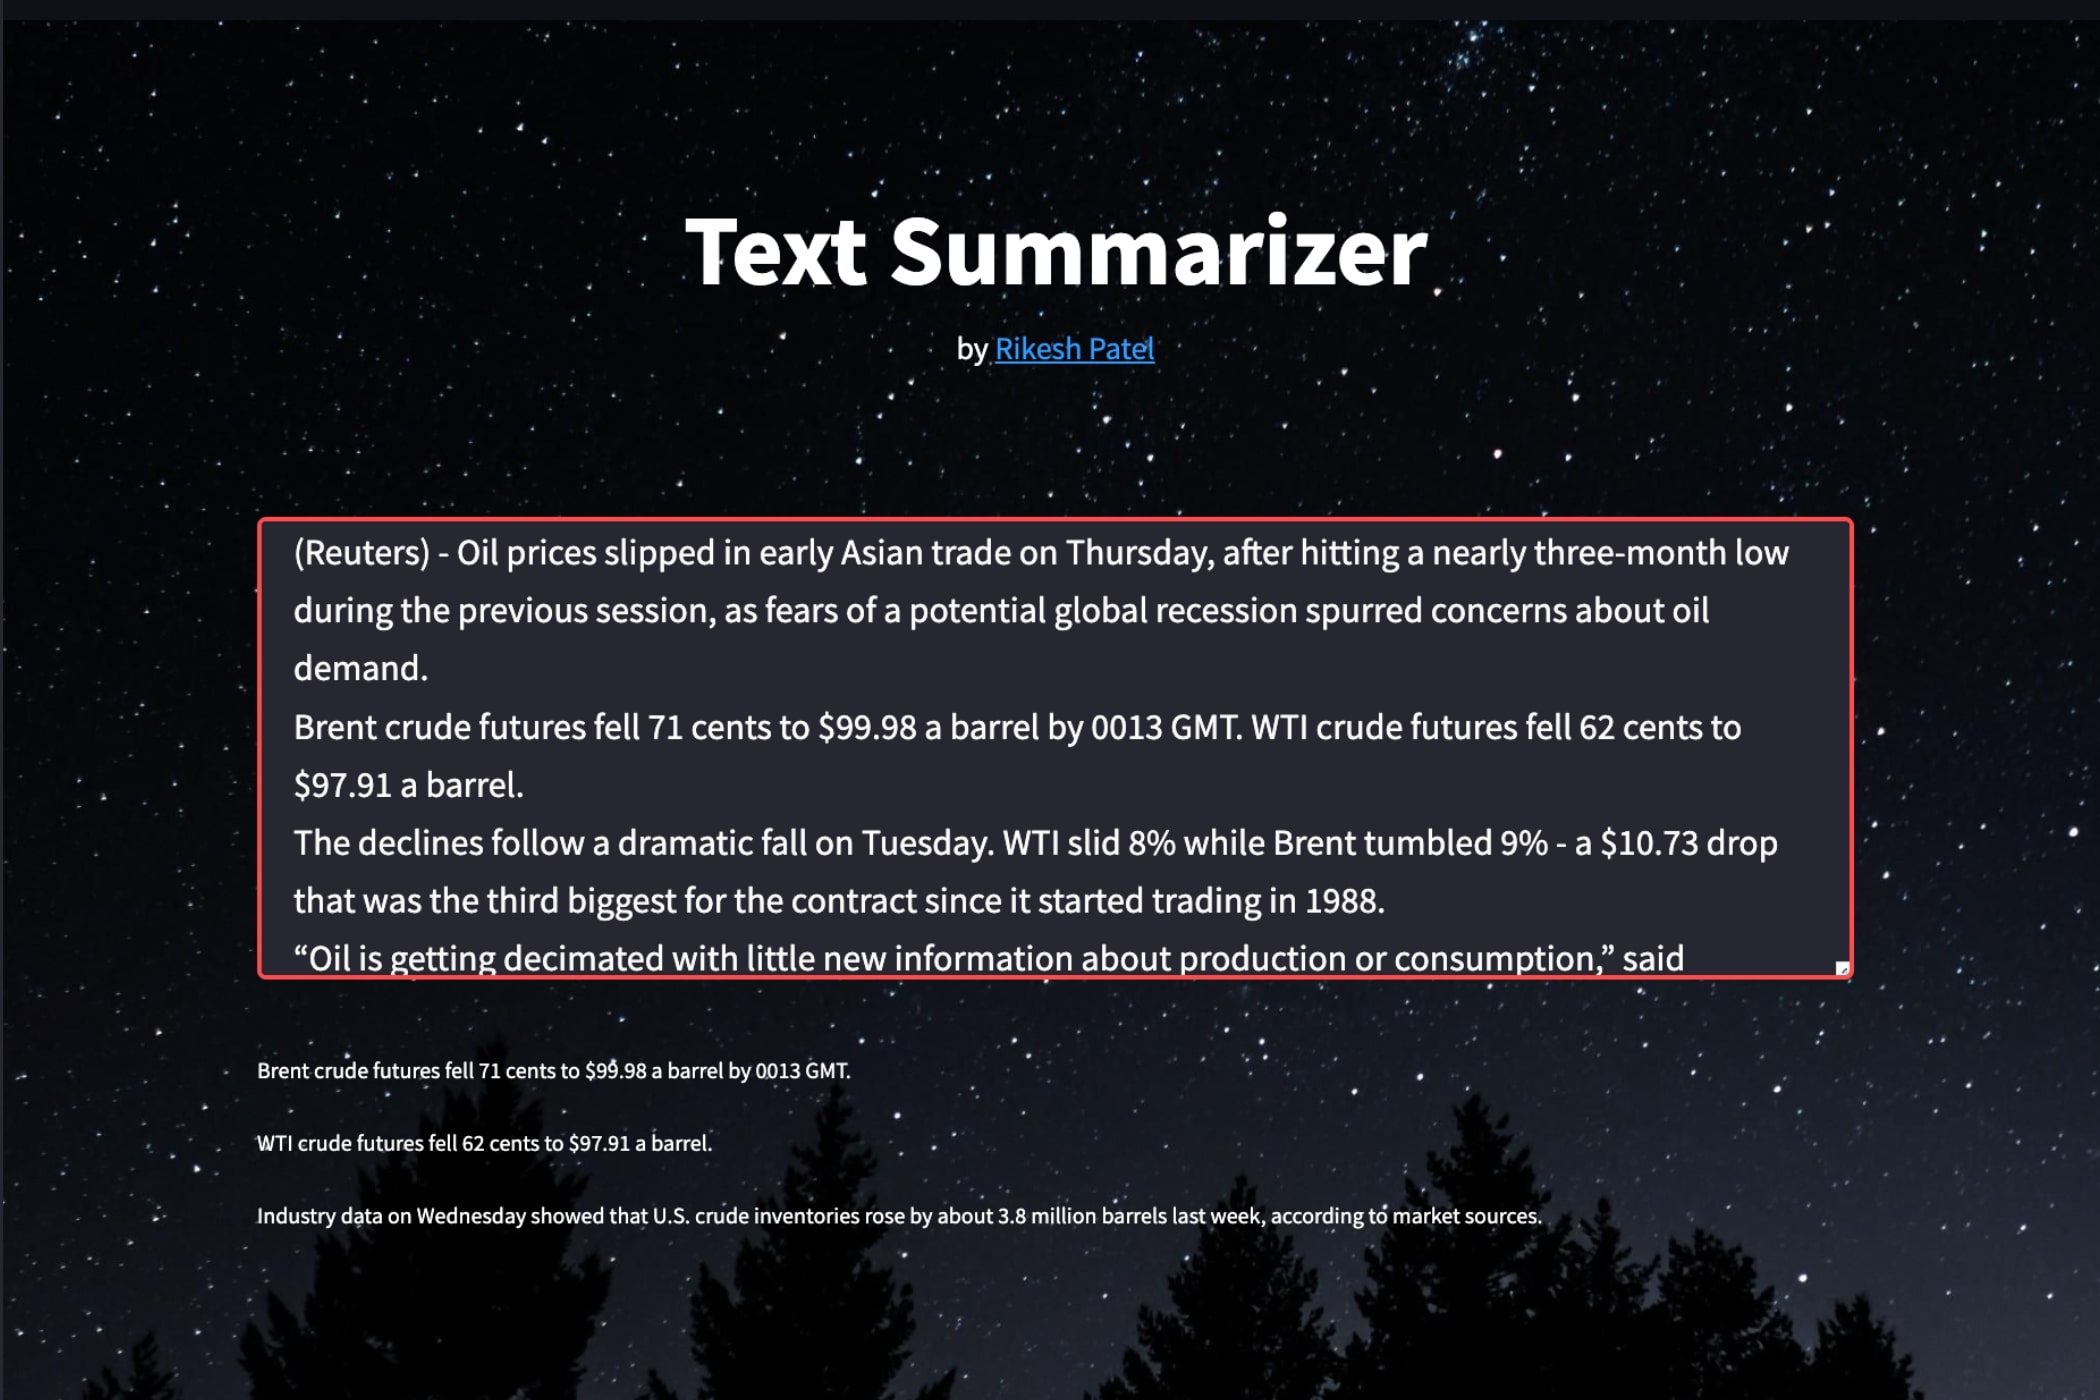 Text Summarizer
by Rikesh Patel
(Reuters) - Oil prices slipped in early Asian trade on Thursday, after hitting a nearly three-month low
during the previous session, as fears of a potential global recession spurred concerns about oil
demand.
Brent crude futures fell 71 cents to $99.98 a barrel by 0013 GMT. WTI crude futures fell 62 cents to
$97.91 a barrel.
The declines follow a dramatic fall on Tuesday. WTI slid 8% while Brent tumbled 9% - a $10.73 drop
that was the third biggest for the contract since it started trading in 1988.
“Oil is getting decimated with little new information about production or consumption,” said
Brent crude futures fell 71 cents to $99.98 a barrel by 0013 GMT.
WTI crude futures fell 62 cents to $97.91 a barrel.
Industry data on Wednesday showed that U.S. crude inventories rose by about 3.8 million barrels last week, according to market sources.